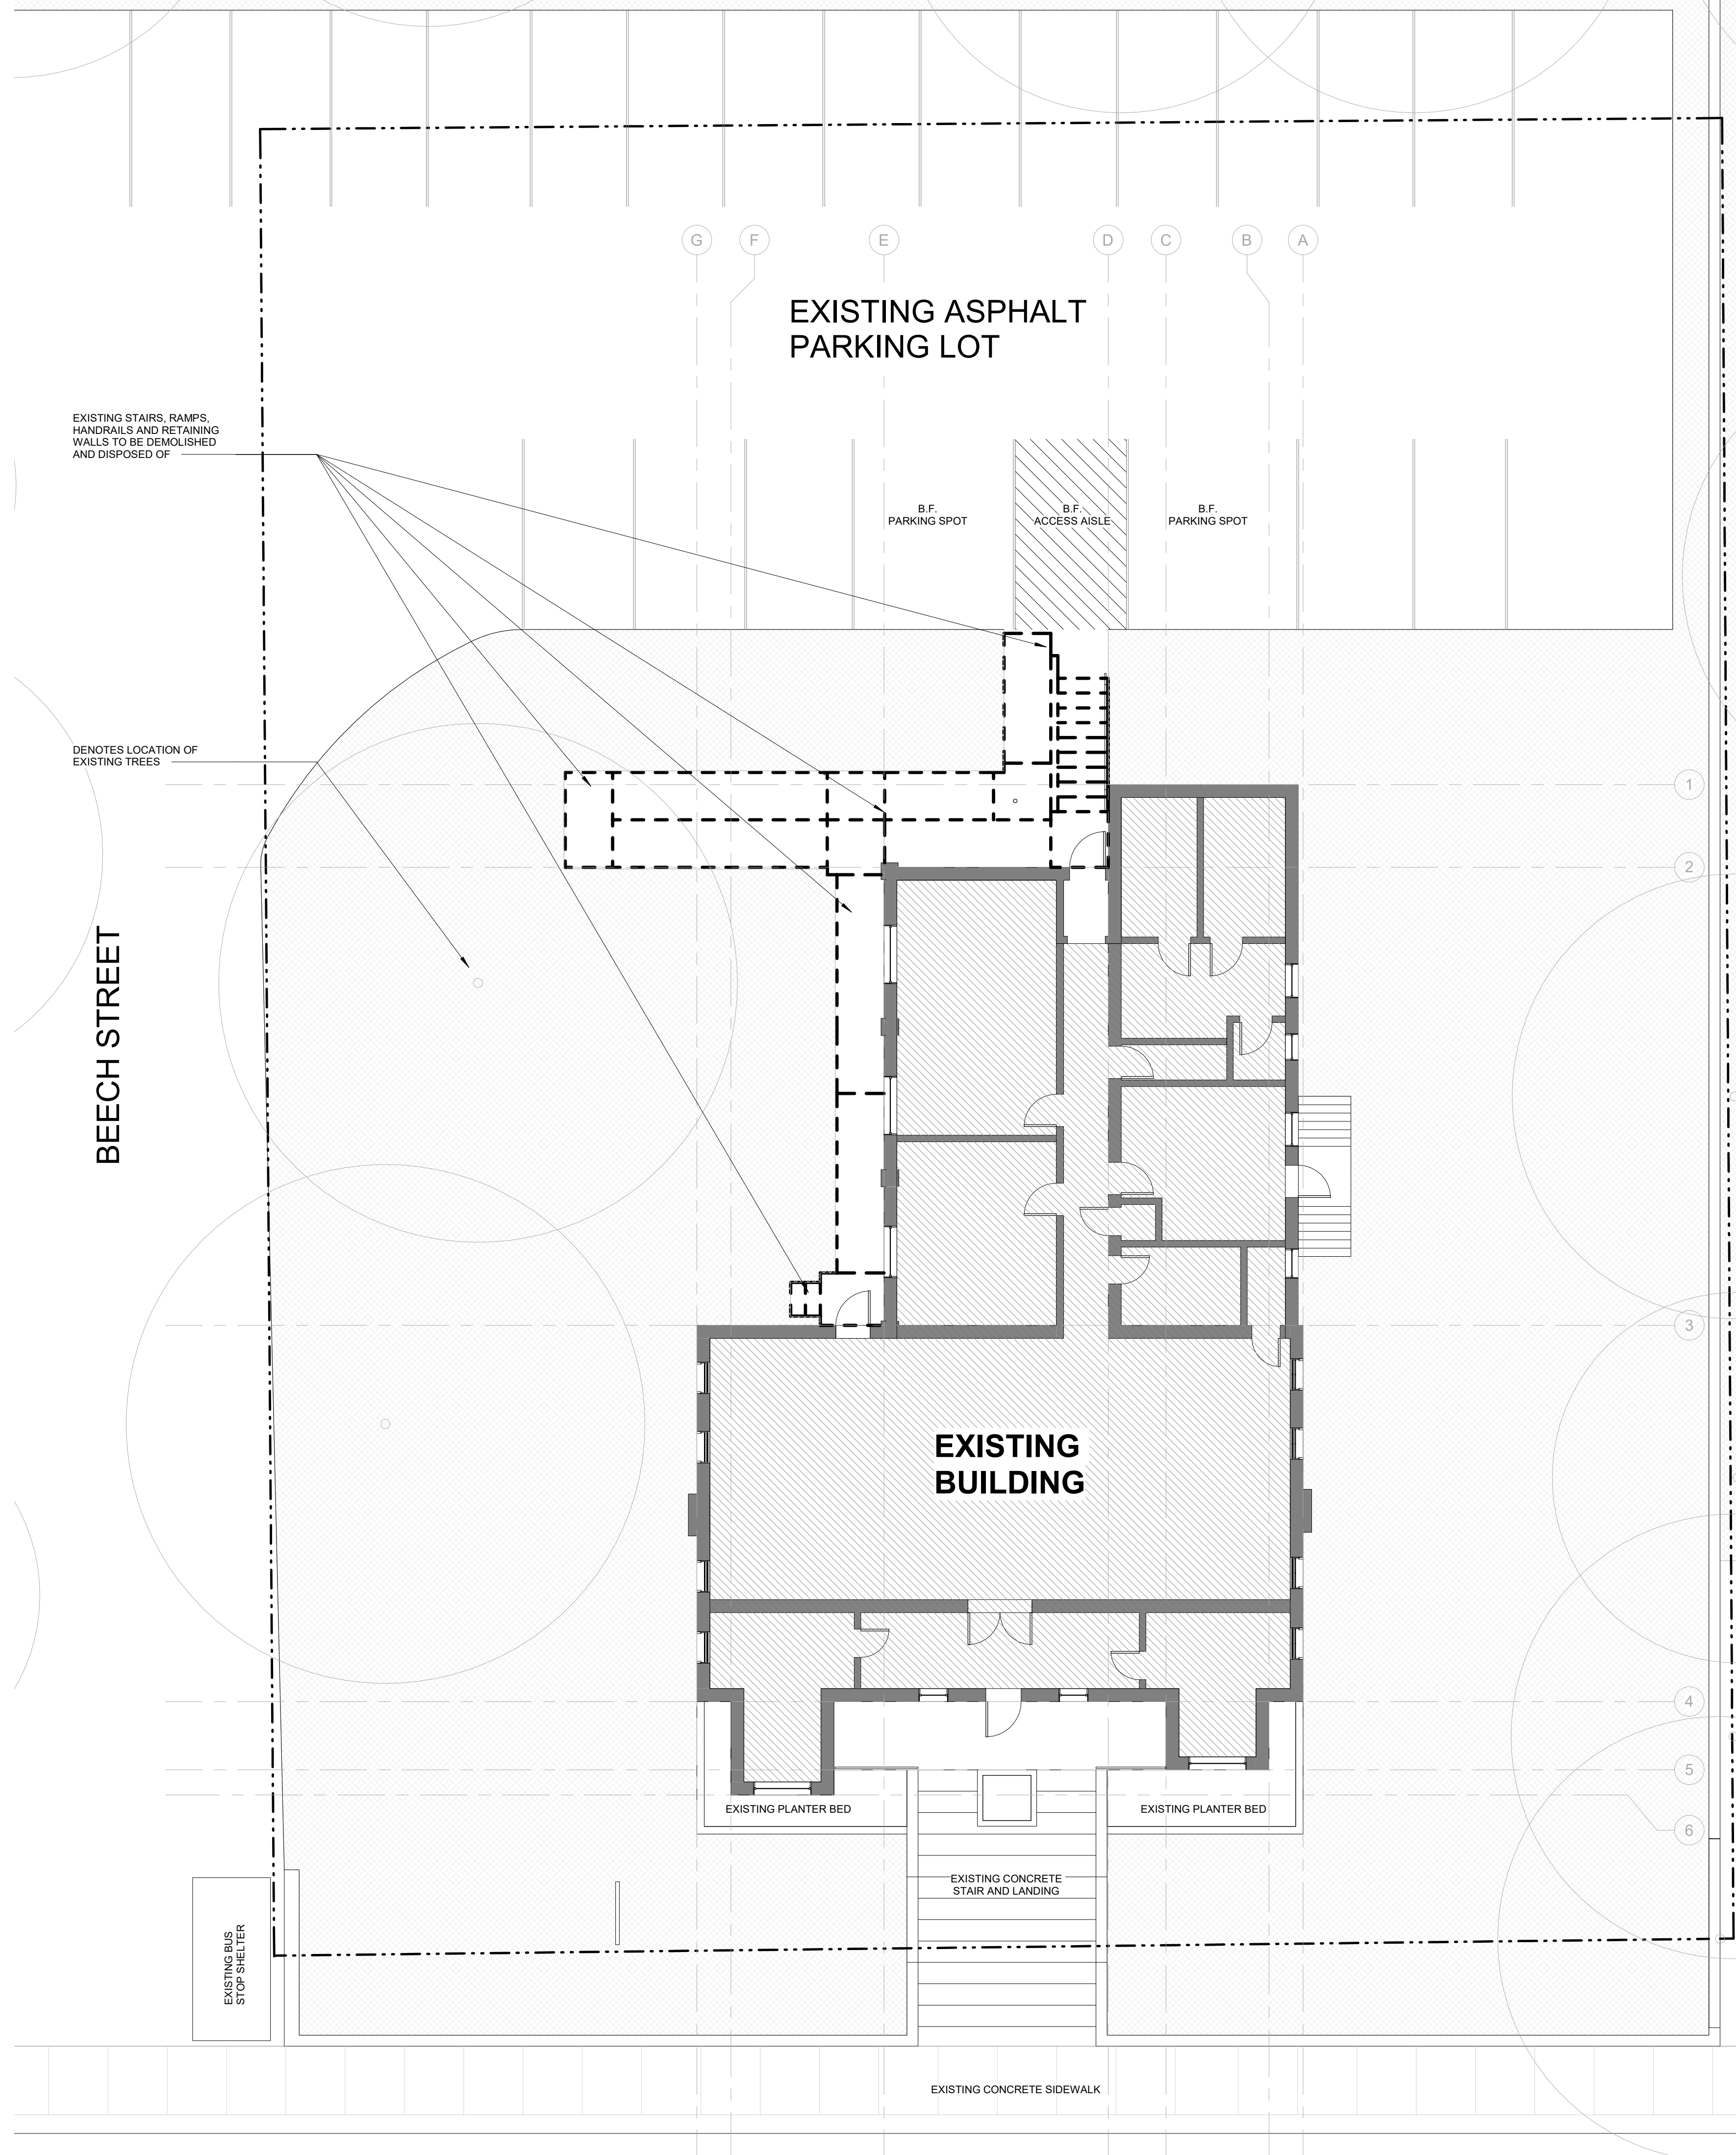 G F E D C B A
EXISTING ASPHALT
PARKING LOT
EXISTING STAIRS, RAMPS,
HANDRAILS AND RETAINING
WALLS TO BE DEMOLISHED
AND DISPOSED OF
B.F.
PARKING SPOT
B.F.
ACCESS AISLE
B.F.
PARKING SPOT
DENOTES LOCATION OF
EXISTING TREES
1
2
BEECH STREET
3
EXISTING
BUILDING
4
5
EXISTING PLANTER BED
EXISTING PLANTER BED
6
EXISTING CONCRETE
STAIR AND LANDING
EXISTING BUS
STOP SHELTER
EXISTING CONCRETE SIDEWALK